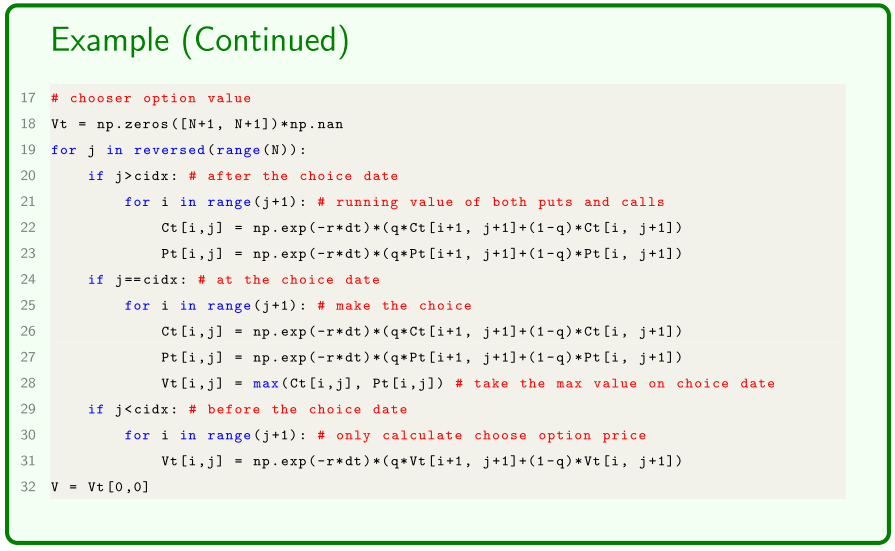 Example (Continued)
17 # chooser option value
18 Vt = np.zeros([N+1, N+1])*np.nan
19 for j in reversed(range(N)):
20     if j>cidx: # after the choice date
21         for i in range(j+1): # running value of both puts and calls
22             Ct[i,j] = np.exp(-r*dt)*(q*Ct[i+1, j+1]+(1-q)*Ct[i, j+1])
23             Pt[i,j] = np.exp(-r*dt)*(q*Pt[i+1, j+1]+(1-q)*Pt[i, j+1])
24     if j==cidx: # at the choice date
25         for i in range(j+1): # make the choice
26             Ct[i,j] = np.exp(-r*dt)*(q*Ct[i+1, j+1]+(1-q)*Ct[i, j+1])
27             Pt[i,j] = np.exp(-r*dt)*(q*Pt[i+1, j+1]+(1-q)*Pt[i, j+1])
28             Vt[i,j] = max(Ct[i,j], Pt[i,j]) # take the max value on choice date
29     if j<cidx: # before the choice date
30         for i in range(j+1): # only calculate choose option price
31             Vt[i,j] = np.exp(-r*dt)*(q*Vt[i+1, j+1]+(1-q)*Vt[i, j+1])
32 V = Vt[0,0]